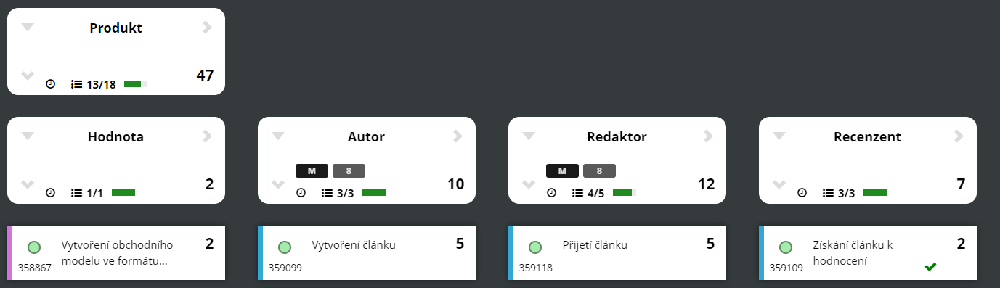 Produkt
47
13/18
Hodnota
2
1/1
Autor
M 8
10
3/3
Redaktor
M 8
12
4/5
Recenzent
7
3/3
Vytvoření obchodního
modelu ve formátu...
2
358867
Vytvoření článku
5
359099
Přijetí článku
5
359118
Získání článku k
hodnocení
2
359109